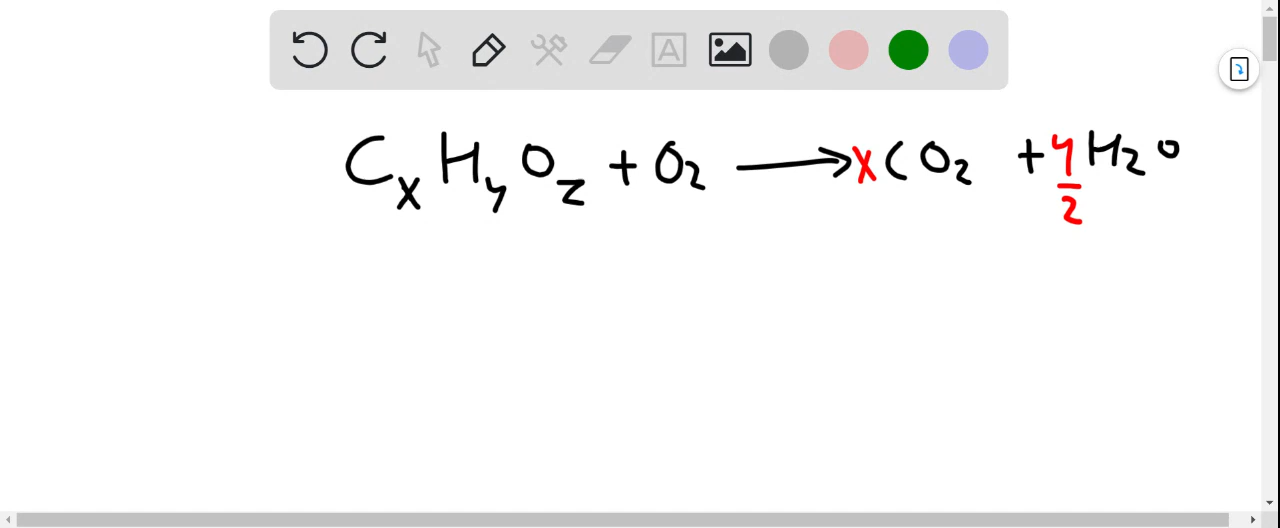 CxHyOz + O2 → xCO2 + y/2 H2O